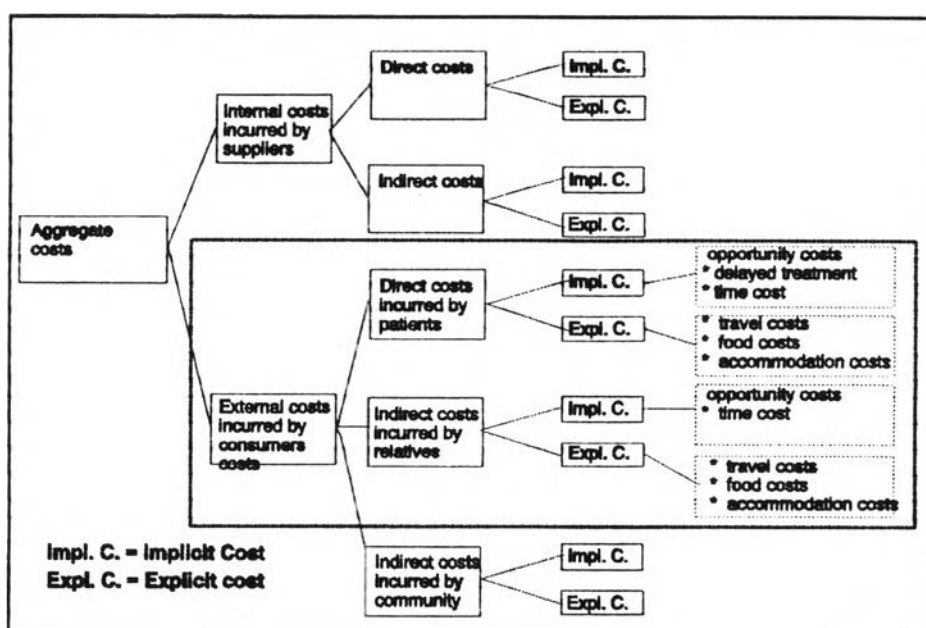 Aggregate
costs
Internal costs
incurred by
suppliers
Direct costs
Impl. C.
Expl. C.
Indirect costs
Impl. C.
Expl. C.
External costs
incurred by
consumers
costs
Direct costs
incurred by
patients
Impl. C.
opportunity costs
* delayed treatment
* time cost
Expl. C.
* travel costs
* food costs
* accommodation costs
Indirect costs
incurred by
relatives
Impl. C.
opportunity costs
* time cost
Expl. C.
* travel costs
* food costs
* accommodation costs
Indirect costs
incurred by
community
Impl. C.
Expl. C.
Impl. C. = Implicit Cost
Expl. C. = Explicit cost